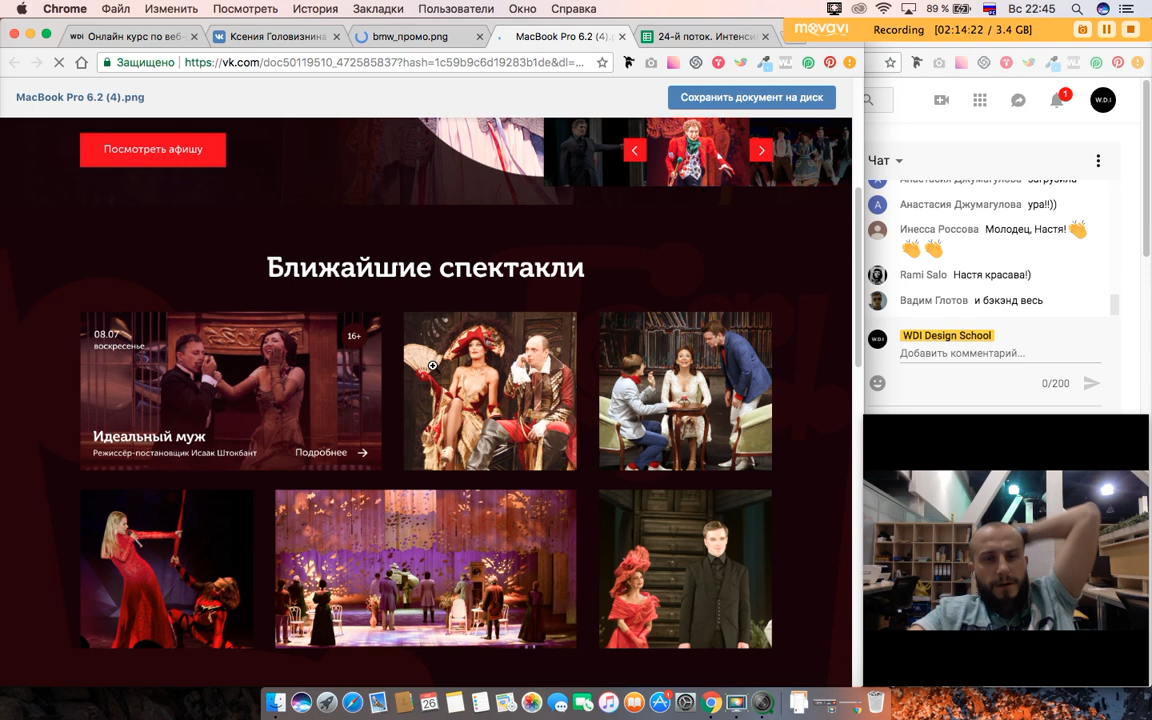 Chrome Файл Изменить Посмотреть История Закладки Пользователи Окно Справка 89 % Вс 22:45
WDI Онлайн курс по веб-
Ксения Головизнина
bmw_промо.png
MacBook Pro 6.2 (4).p
24-й поток. Интенси
movavi Recording [02:14:22 / 3.4 GB]
Защищено https://vk.com/doc50119510_472585837?hash=1c59b9c6d19283b1de&dl=...
MacBook Pro 6.2 (4).png
Сохранить документ на диск
Посмотреть афишу
Ближайшие спектакли
08.07
воскресенье
16+
Идеальный муж
Режиссёр-постановщик Исаак Штокбант
Подробнее
1
W.D.I
Чат
Анастасия Джумагулова загрузила
Анастасия Джумагулова ура!!))
Инесса Россова Молодец, Настя!
Rami Salo Настя красава!)
Вадим Глотов и бэкэнд весь
WDI Design School
Добавить комментарий...
0/200